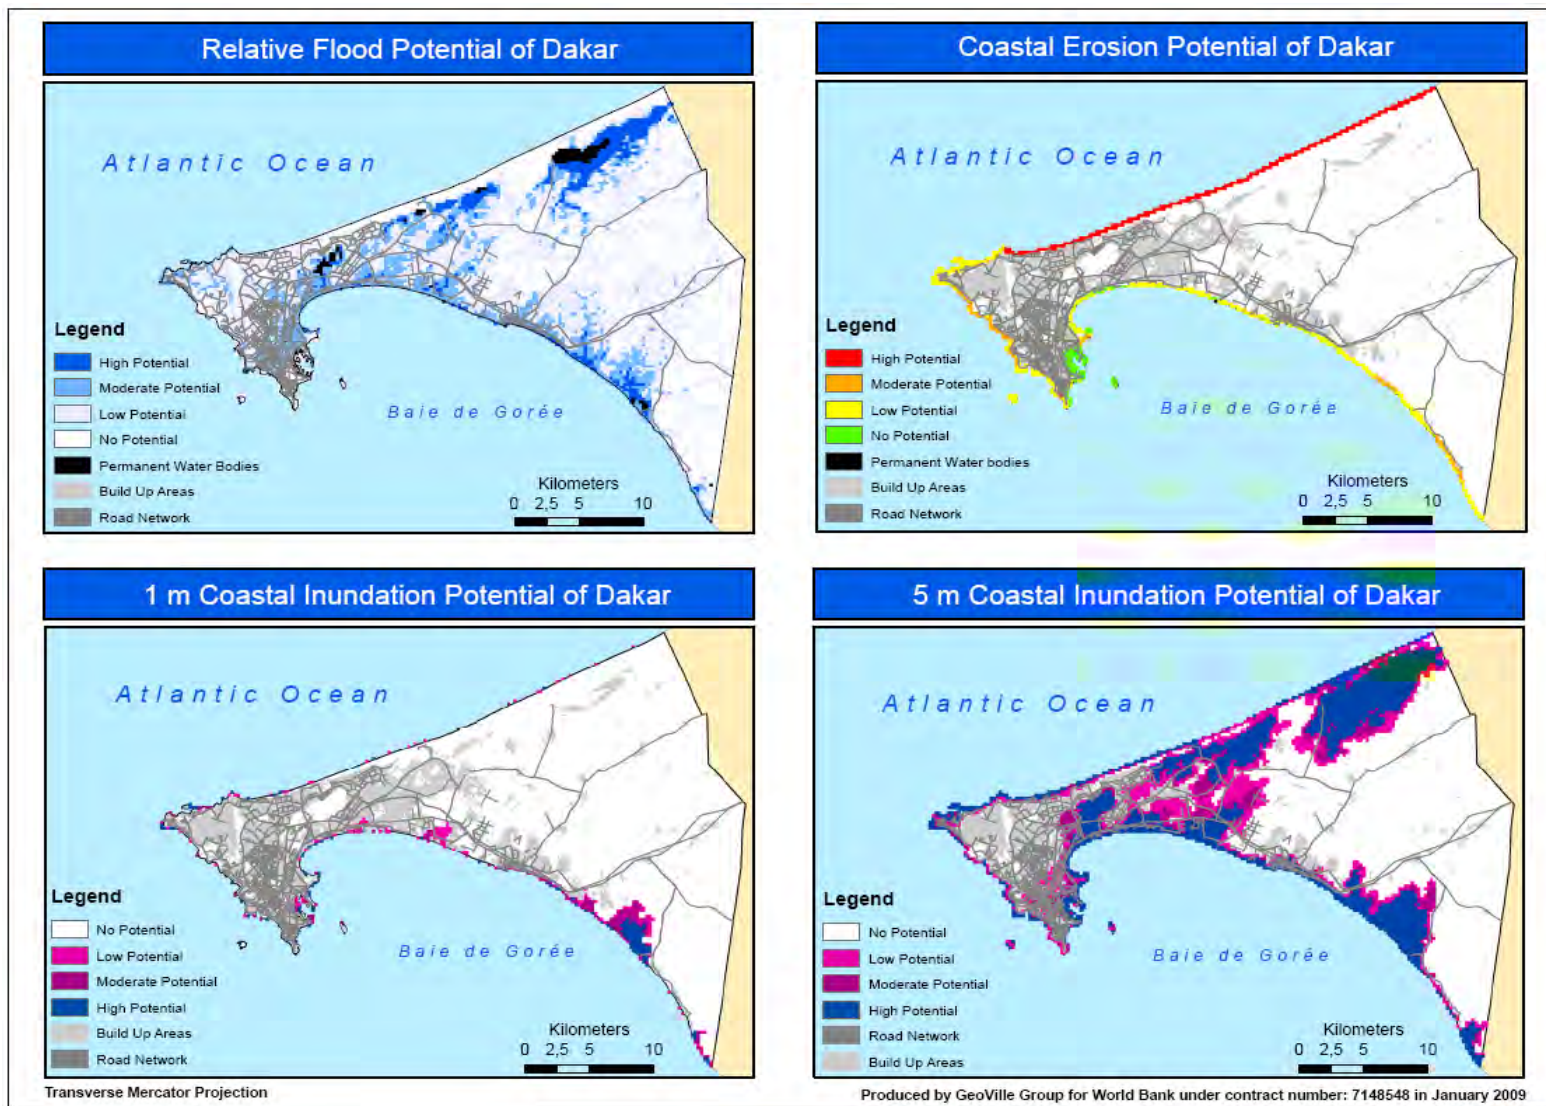 Relative Flood Potential of Dakar
Atlantic Ocean
Baie de Gorée
Legend
High Potential
Moderate Potential
Low Potential
No Potential
Permanent Water Bodies
Build Up Areas
Road Network
Kilometers
0 2,5 5 10
Coastal Erosion Potential of Dakar
Atlantic Ocean
Baie de Gorée
Legend
High Potential
Moderate Potential
Low Potential
No Potential
Permanent Water bodies
Build Up Areas
Road Network
Kilometers
0 2,5 5 10
1 m Coastal Inundation Potential of Dakar
Atlantic Ocean
Baie de Gorée
Legend
No Potential
Low Potential
Moderate Potential
High Potential
Build Up Areas
Road Network
Kilometers
0 2,5 5 10
5 m Coastal Inundation Potential of Dakar
Atlantic Ocean
Baie de Gorée
Legend
No Potential
Low Potential
Moderate Potential
High Potential
Road Network
Build Up Areas
Kilometers
0 2,5 5 10
Transverse Mercator Projection
Produced by GeoVille Group for World Bank under contract number: 7148548 in January 2009